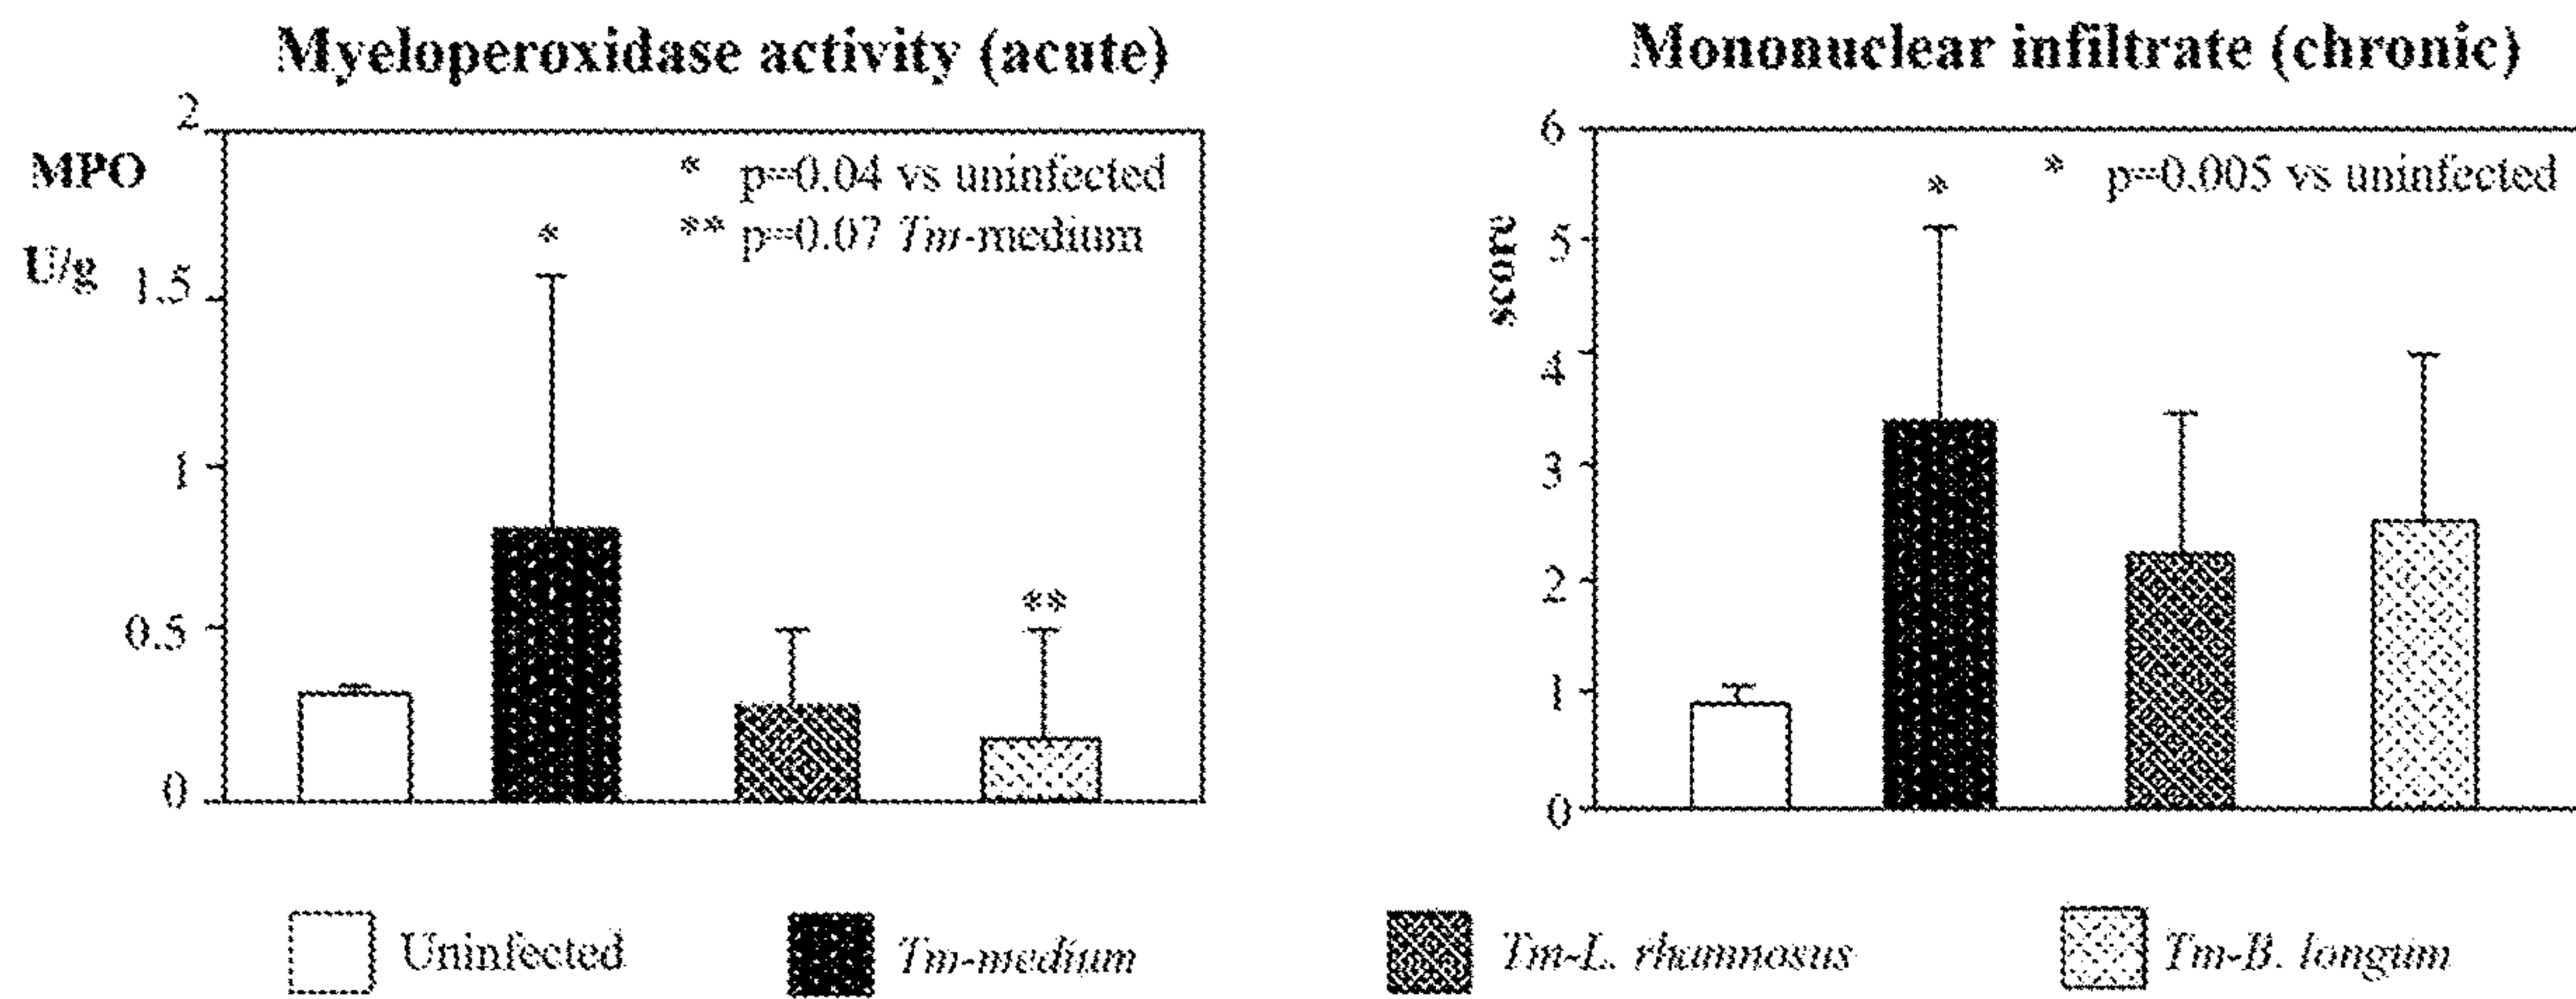 Myeloperoxidase activity (acute)
MPO
U/g
2
1.5
1
0.5
0
* p=0.04 vs uninfected
** p=0.07 Tm-medium
*
**
Mononuclear infiltrate (chronic)
score
6
5
4
3
2
1
0
* p=0.005 vs uninfected
*
Uninfected
Tm-medium
Tm-L. rhamnosus
Tm-B. longum